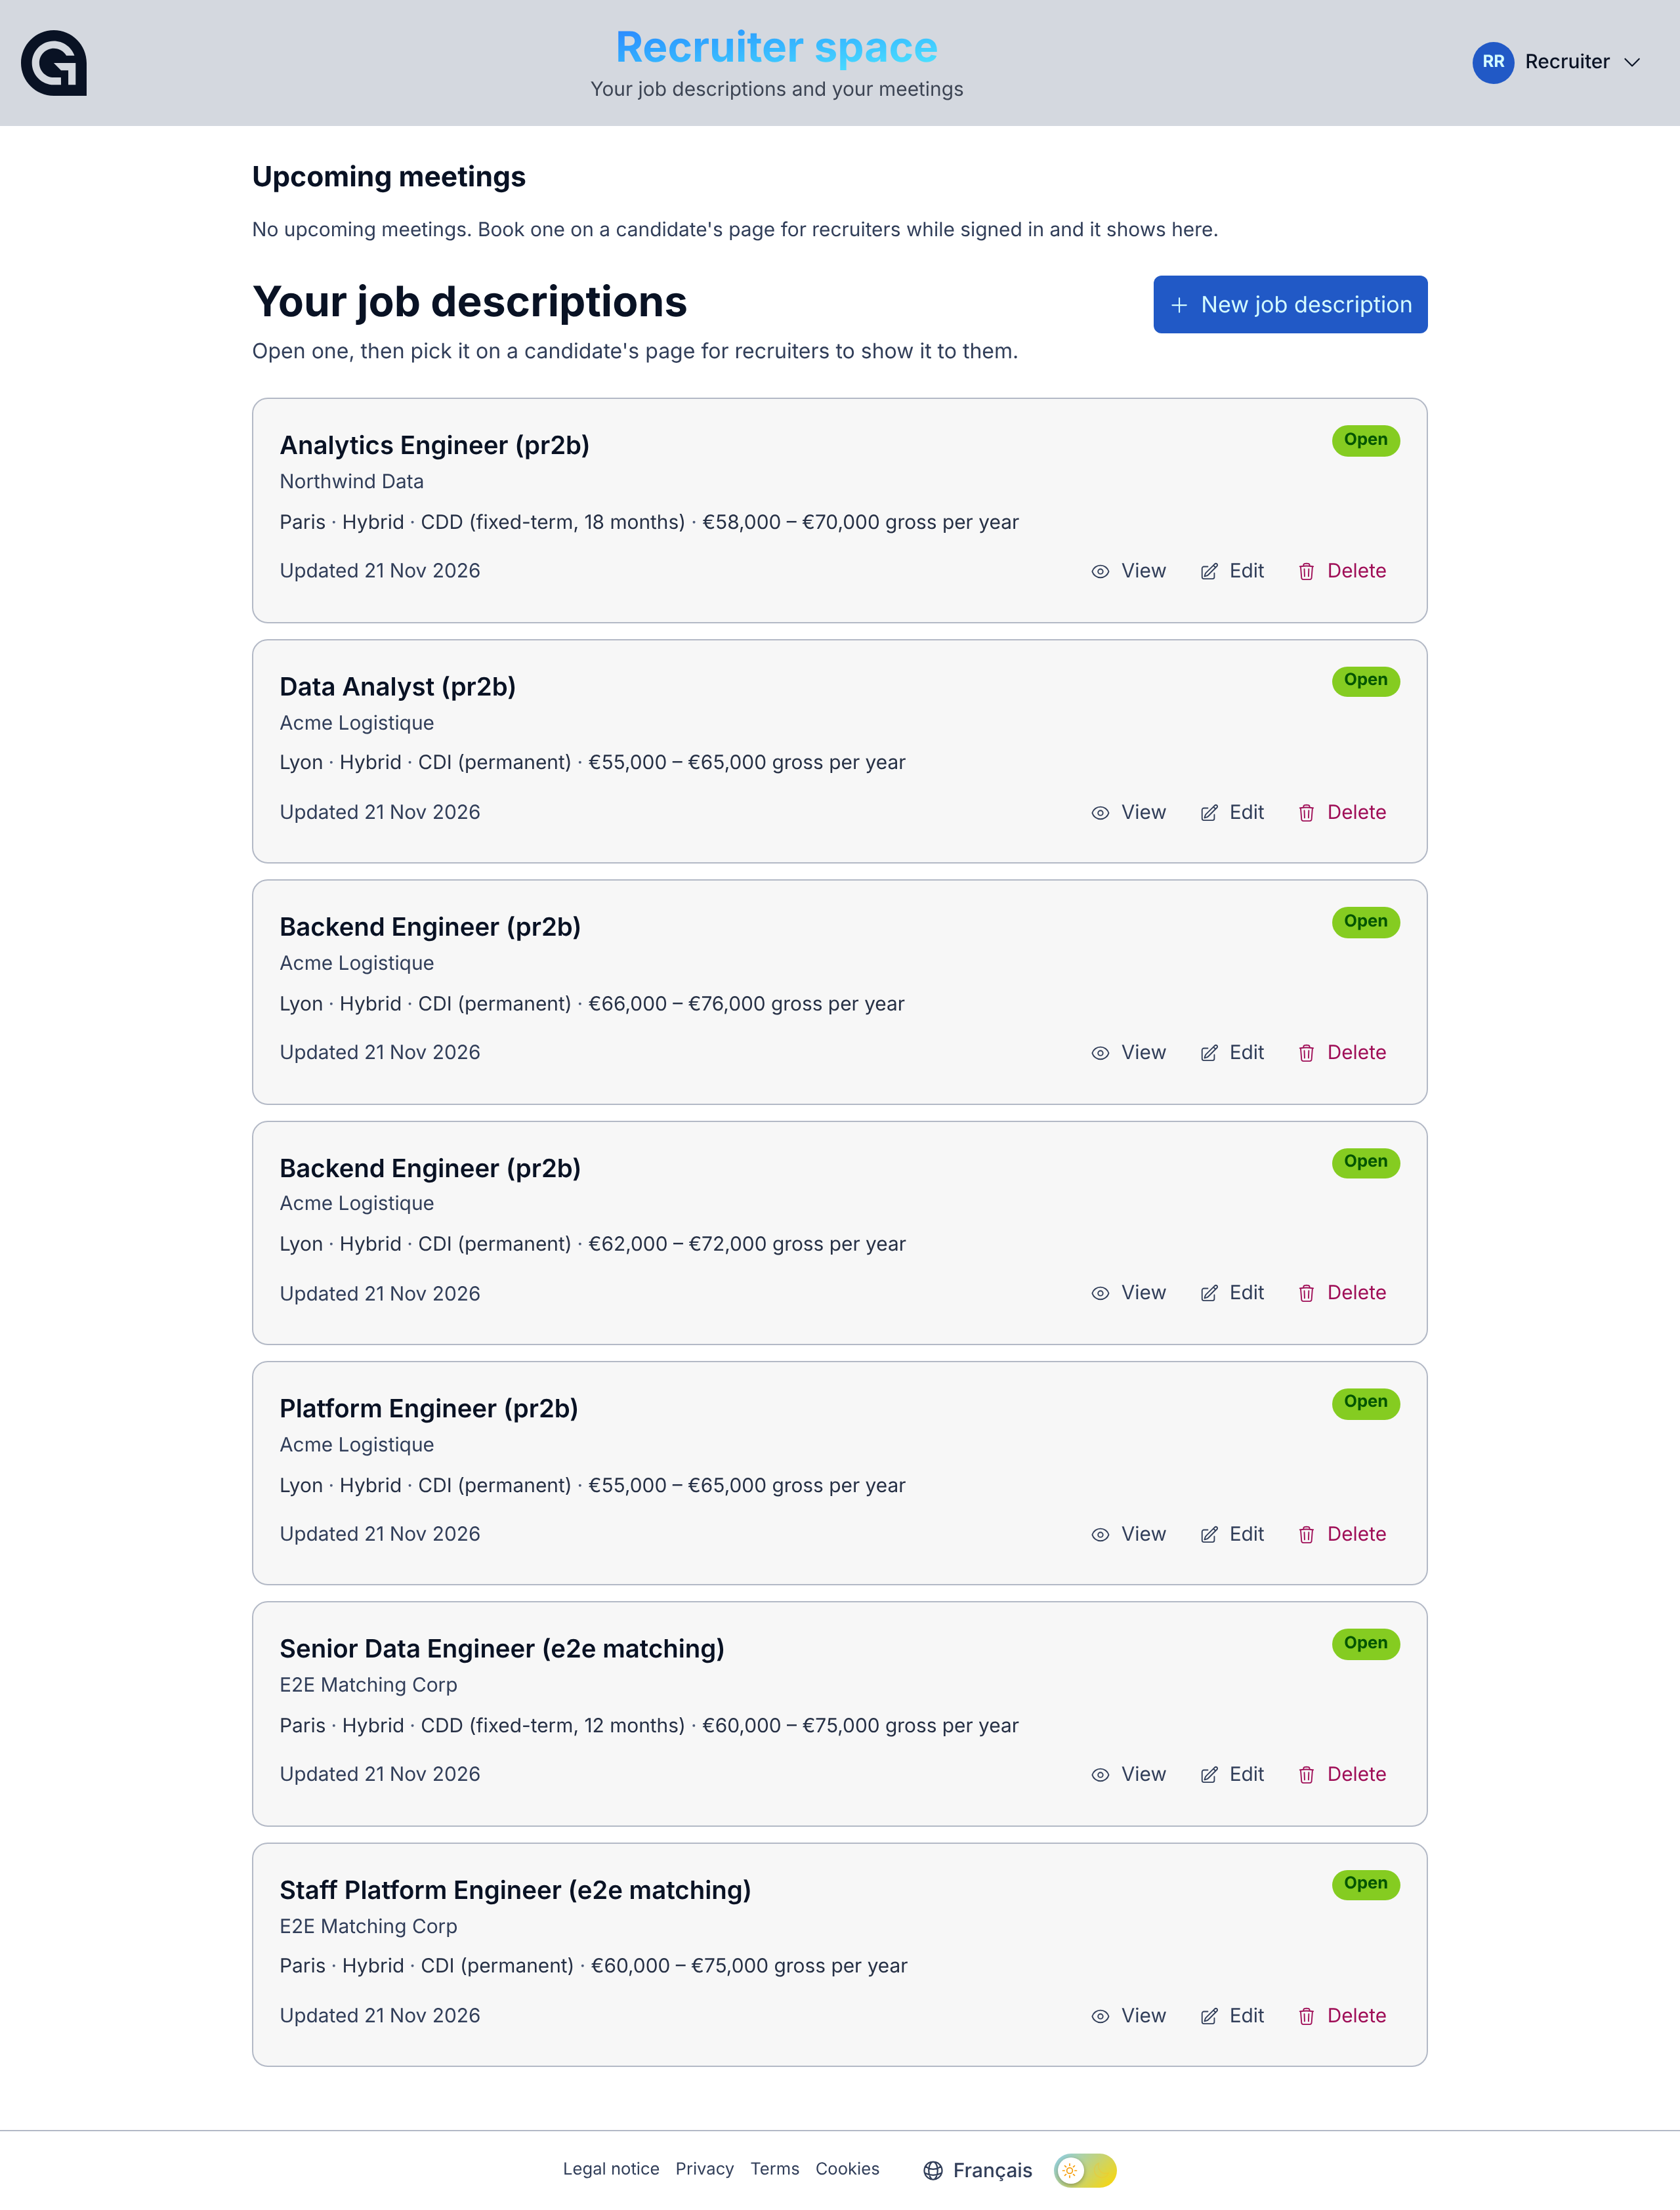 Recruiter space
Your job descriptions and your meetings
RR Recruiter
Upcoming meetings
No upcoming meetings. Book one on a candidate's page for recruiters while signed in and it shows here.
Your job descriptions
+ New job description
Open one, then pick it on a candidate's page for recruiters to show it to them.
Analytics Engineer (pr2b)
Open
Northwind Data
Paris · Hybrid · CDD (fixed-term, 18 months) · €58,000 – €70,000 gross per year
Updated 21 Nov 2026
View Edit Delete
Data Analyst (pr2b)
Open
Acme Logistique
Lyon · Hybrid · CDI (permanent) · €55,000 – €65,000 gross per year
Updated 21 Nov 2026
View Edit Delete
Backend Engineer (pr2b)
Open
Acme Logistique
Lyon · Hybrid · CDI (permanent) · €66,000 – €76,000 gross per year
Updated 21 Nov 2026
View Edit Delete
Backend Engineer (pr2b)
Open
Acme Logistique
Lyon · Hybrid · CDI (permanent) · €62,000 – €72,000 gross per year
Updated 21 Nov 2026
View Edit Delete
Platform Engineer (pr2b)
Open
Acme Logistique
Lyon · Hybrid · CDI (permanent) · €55,000 – €65,000 gross per year
Updated 21 Nov 2026
View Edit Delete
Senior Data Engineer (e2e matching)
Open
E2E Matching Corp
Paris · Hybrid · CDD (fixed-term, 12 months) · €60,000 – €75,000 gross per year
Updated 21 Nov 2026
View Edit Delete
Staff Platform Engineer (e2e matching)
Open
E2E Matching Corp
Paris · Hybrid · CDI (permanent) · €60,000 – €75,000 gross per year
Updated 21 Nov 2026
View Edit Delete
Legal notice Privacy Terms Cookies Français